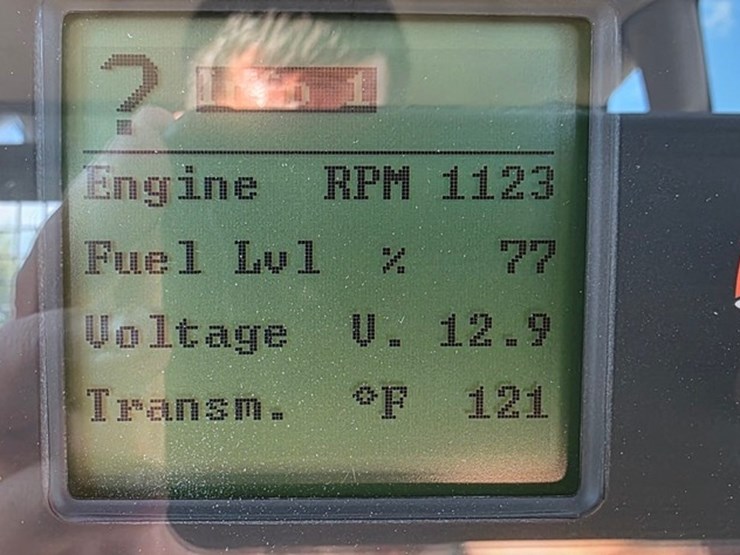 ?
Engine RPM 1123
Fuel Lvl % 77
Voltage V. 12.9
Transm. °F 121